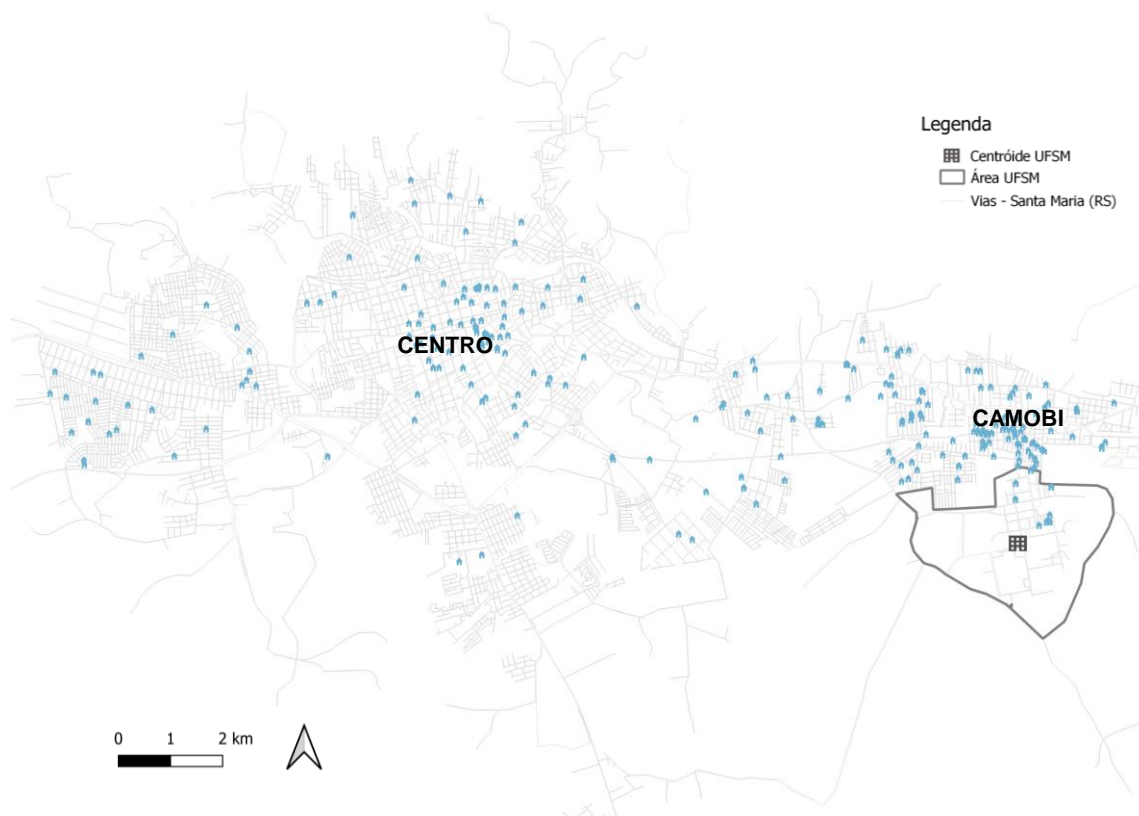 Legenda
Centróide UFSM
Área UFSM
Vias - Santa Maria (RS)
CENTRO
CAMOBI
0 1 2 km